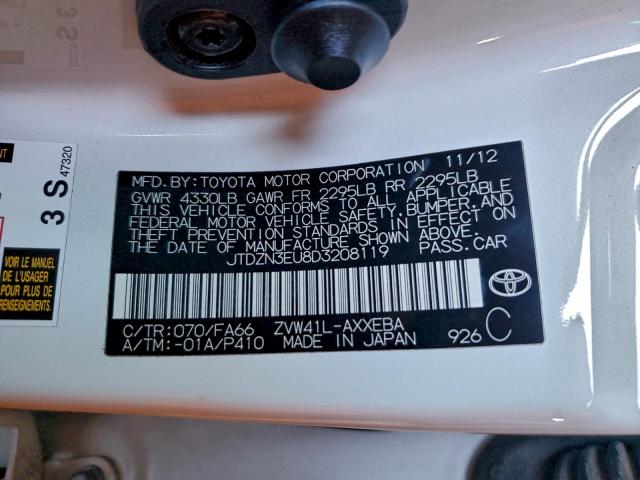 MFD. BY: TOYOTA MOTOR CORPORATION 11/12
GVWR 4330LB GAWR FR 2295LB RR 2295LB
THIS VEHICLE CONFORMS TO ALL APPLICABLE
FEDERAL MOTOR VEHICLE SAFETY, BUMPER, AND
THEFT PREVENTION STANDARDS IN EFFECT ON
THE DATE OF MANUFACTURE SHOWN ABOVE.
JTDZN3EU8D3208119 PASS. CAR
C/TR:070/FA66 ZVW41L-AXXEBA
A/TM:-01A/P410 MADE IN JAPAN 926 C
3 S 47320
3 S 47320
VOIR LE MANUEL
DE L'USAGER
POUR PLUS DE
RENSEIGNEMENTS.